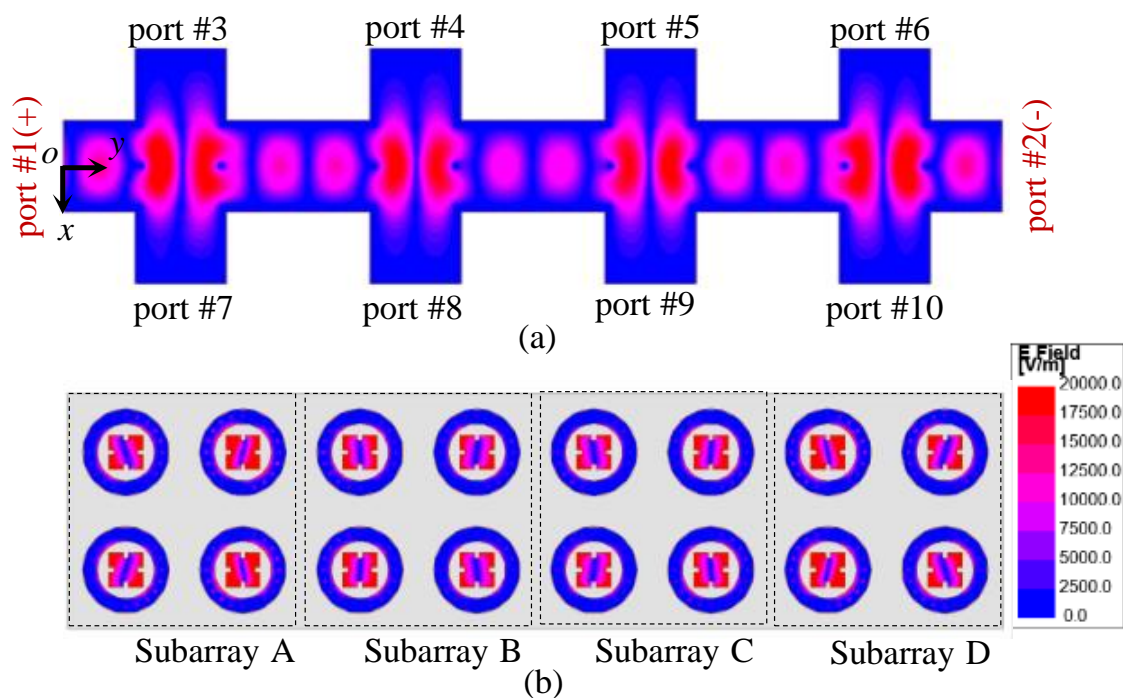 port #3
port #4
port #5
port #6
port #1(+)
o
y
x
port #2(-)
port #7
port #8
port #9
port #10
(a)
E Field
[V/m]
20000.0
17500.0
15000.0
12500.0
10000.0
7500.0
5000.0
2500.0
0.0
Subarray A
Subarray B
Subarray C
Subarray D
(b)